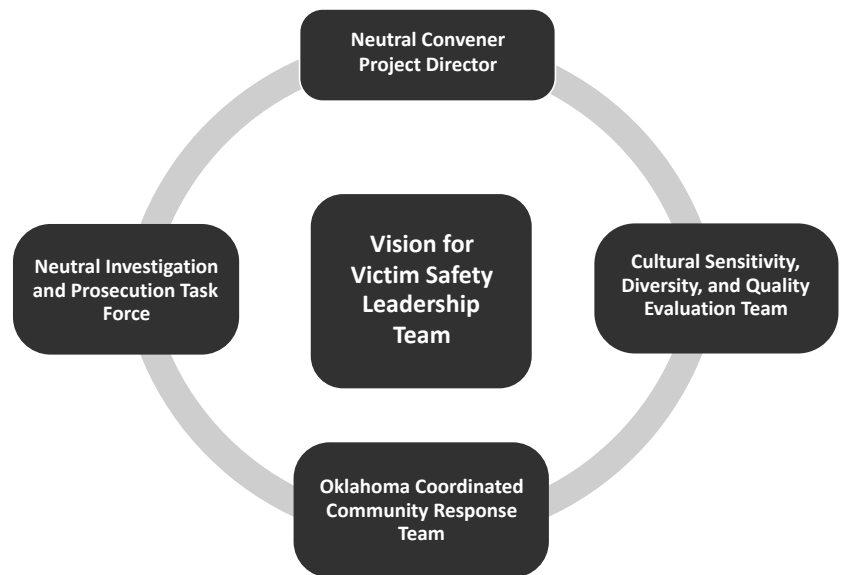 Neutral Convener
Project Director
Neutral Investigation
and Prosecution Task
Force
Vision for
Victim Safety
Leadership
Team
Cultural Sensitivity,
Diversity, and Quality
Evaluation Team
Oklahoma Coordinated
Community Response
Team